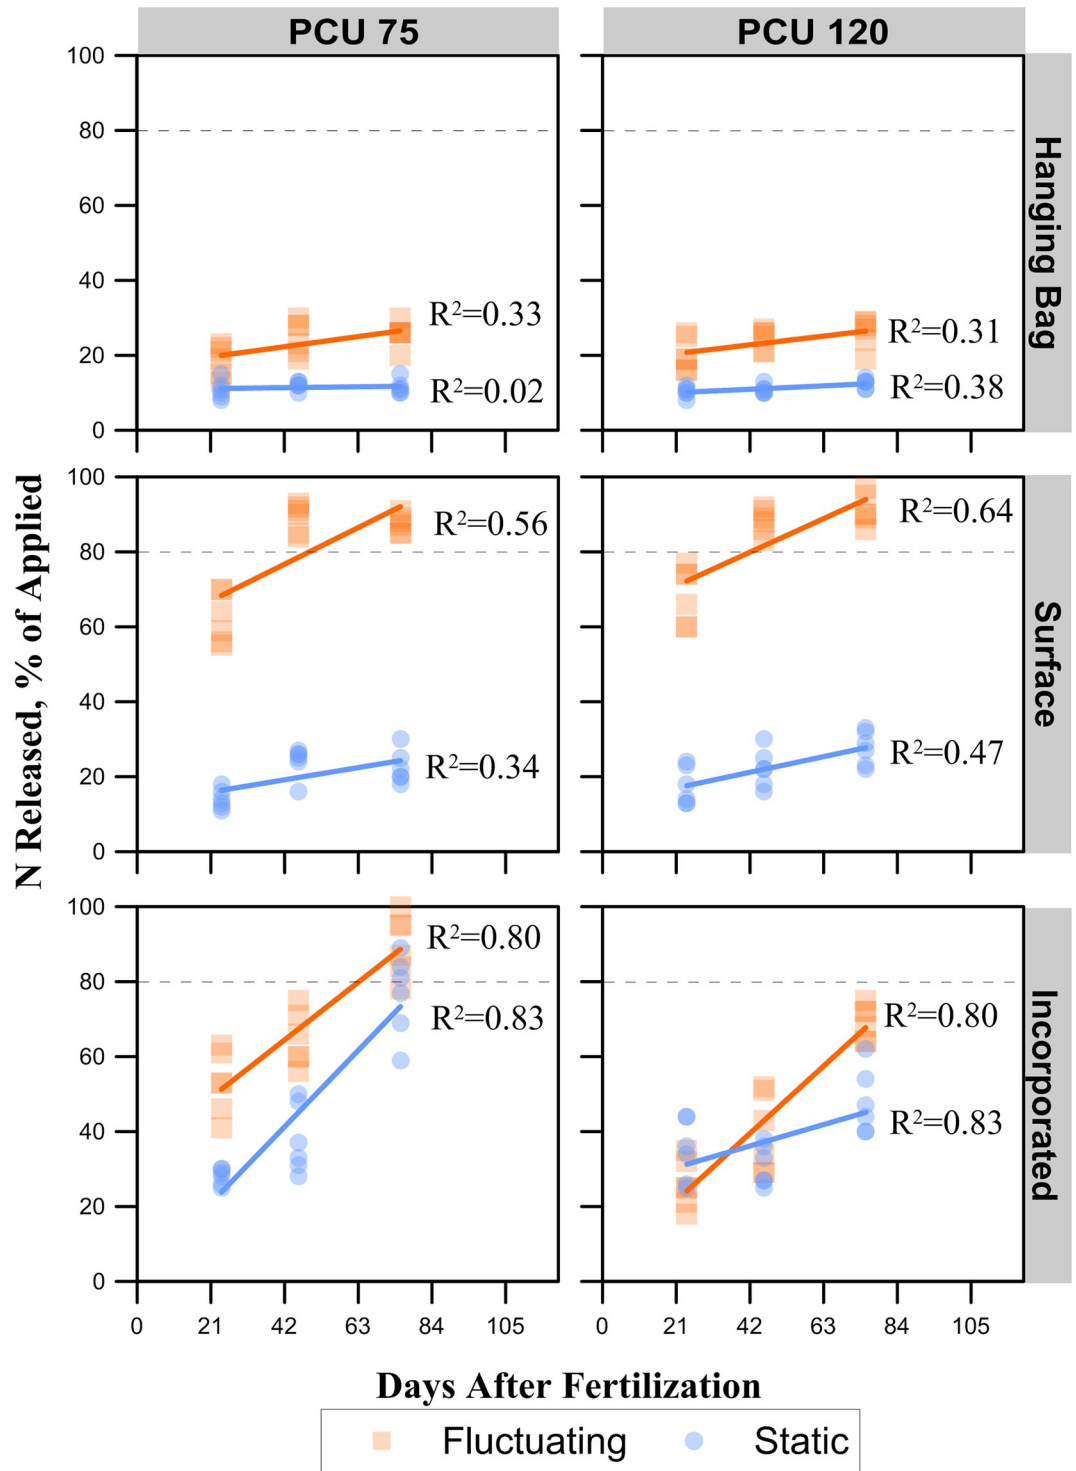 PCU 75
PCU 120
100
80
60
40
20
0
R²=0.33
R²=0.02
R²=0.31
R²=0.38
Hanging Bag
100
80
60
40
20
0
R²=0.56
R²=0.34
R²=0.64
R²=0.47
Surface
N Released, % of Applied
100
80
60
40
20
0
R²=0.80
R²=0.83
R²=0.80
R²=0.83
Incorporated
0 21 42 63 84 105
0 21 42 63 84 105
Days After Fertilization
Fluctuating Static